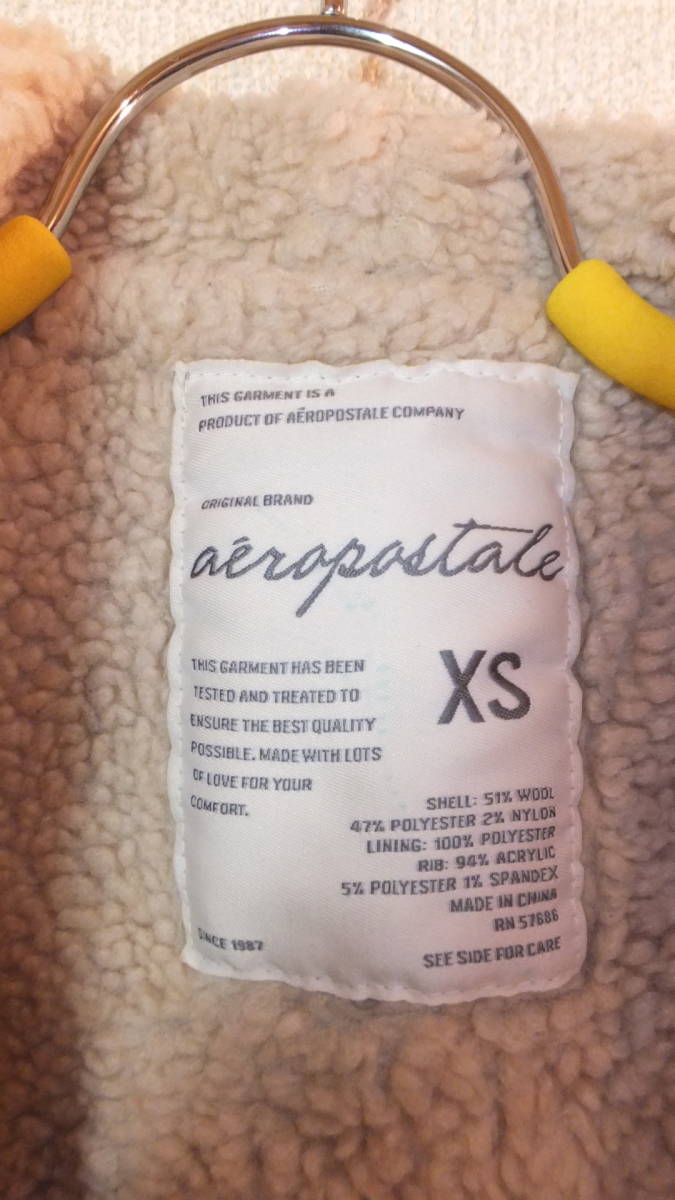 THIS GARMENT IS A
PRODUCT OF AÉROPOSTALE COMPANY
ORIGINAL BRAND
aéropostale
XS
THIS GARMENT HAS BEEN
TESTED AND TREATED TO
ENSURE THE BEST QUALITY
POSSIBLE. MADE WITH LOTS
OF LOVE FOR YOUR
COMFORT.
SHELL: 51% WOOL
47% POLYESTER 2% NYLON
LINING: 100% POLYESTER
RIB: 94% ACRYLIC
5% POLYESTER 1% SPANDEX
MADE IN CHINA
RN 57686
SINCE 1987
SEE SIDE FOR CARE